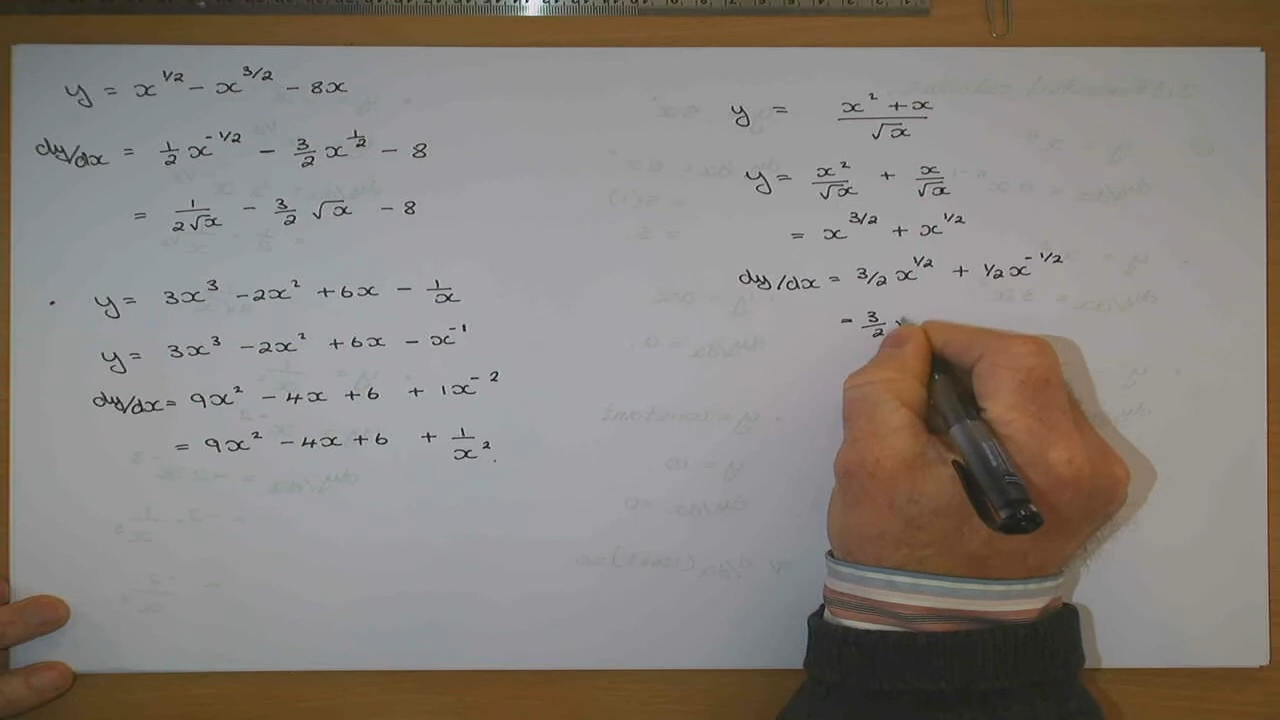 y = x^1/2 − x^3/2 − 8x
dy/dx = 1/2 x^-1/2 − 3/2 x^1/2 − 8
= 1/2√x − 3/2 √x − 8
· y = 3x^3 − 2x^2 + 6x − 1/x
y = 3x^3 − 2x^2 + 6x − x^-1
dy/dx = 9x^2 − 4x + 6 + 1x^-2
= 9x^2 − 4x + 6 + 1/x^2.
y = x^2 + x / √x
y = x^2/√x + x/√x
= x^3/2 + x^1/2
dy/dx = 3/2 x^1/2 + 1/2 x^-1/2
= 3/2